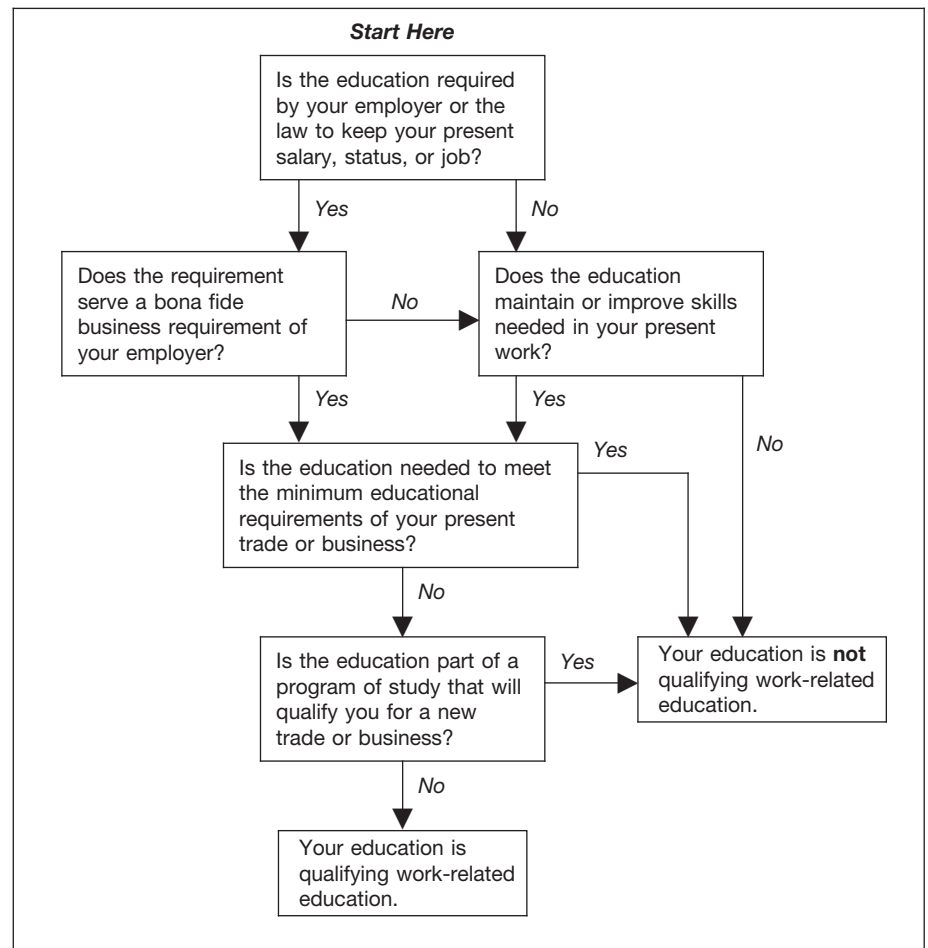 Start Here
Is the education required
by your employer or the
law to keep your present
salary, status, or job?
Yes
No
Does the requirement
serve a bona fide
business requirement of
your employer?
No
Does the education
maintain or improve skills
needed in your present
work?
Yes
Yes
No
Is the education needed to meet
the minimum educational
requirements of your present
trade or business?
Yes
No
Is the education part of a
program of study that will
qualify you for a new
trade or business?
Yes
Your education is not
qualifying work-related
education.
No
Your education is
qualifying work-related
education.